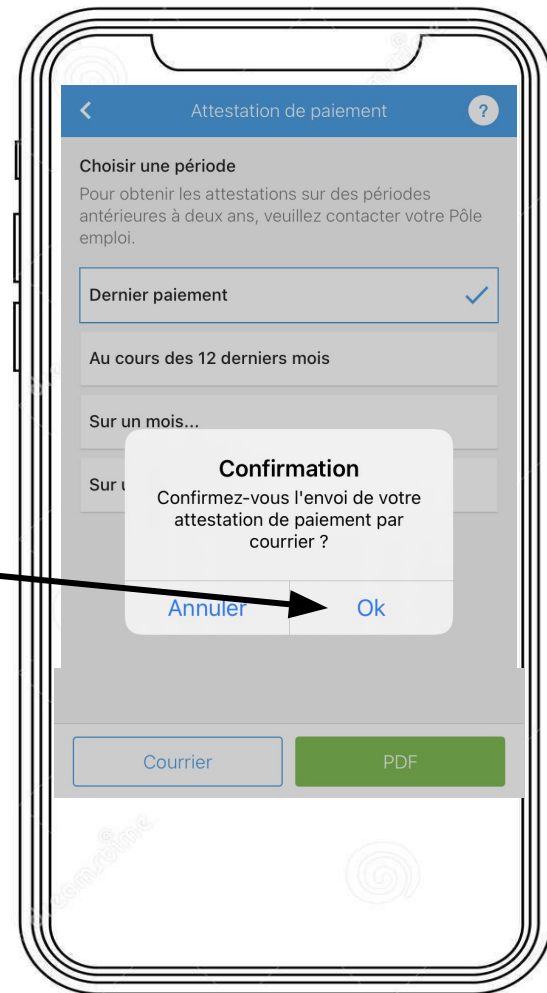 Attestation de paiement
?
Choisir une période
Pour obtenir les attestations sur des périodes
antérieures à deux ans, veuillez contacter votre Pôle
emploi.
Dernier paiement
Au cours des 12 derniers mois
Sur un mois...
Sur u
Confirmation
Confirmez-vous l'envoi de votre
attestation de paiement par
courrier ?
Annuler
Ok
Courrier
PDF